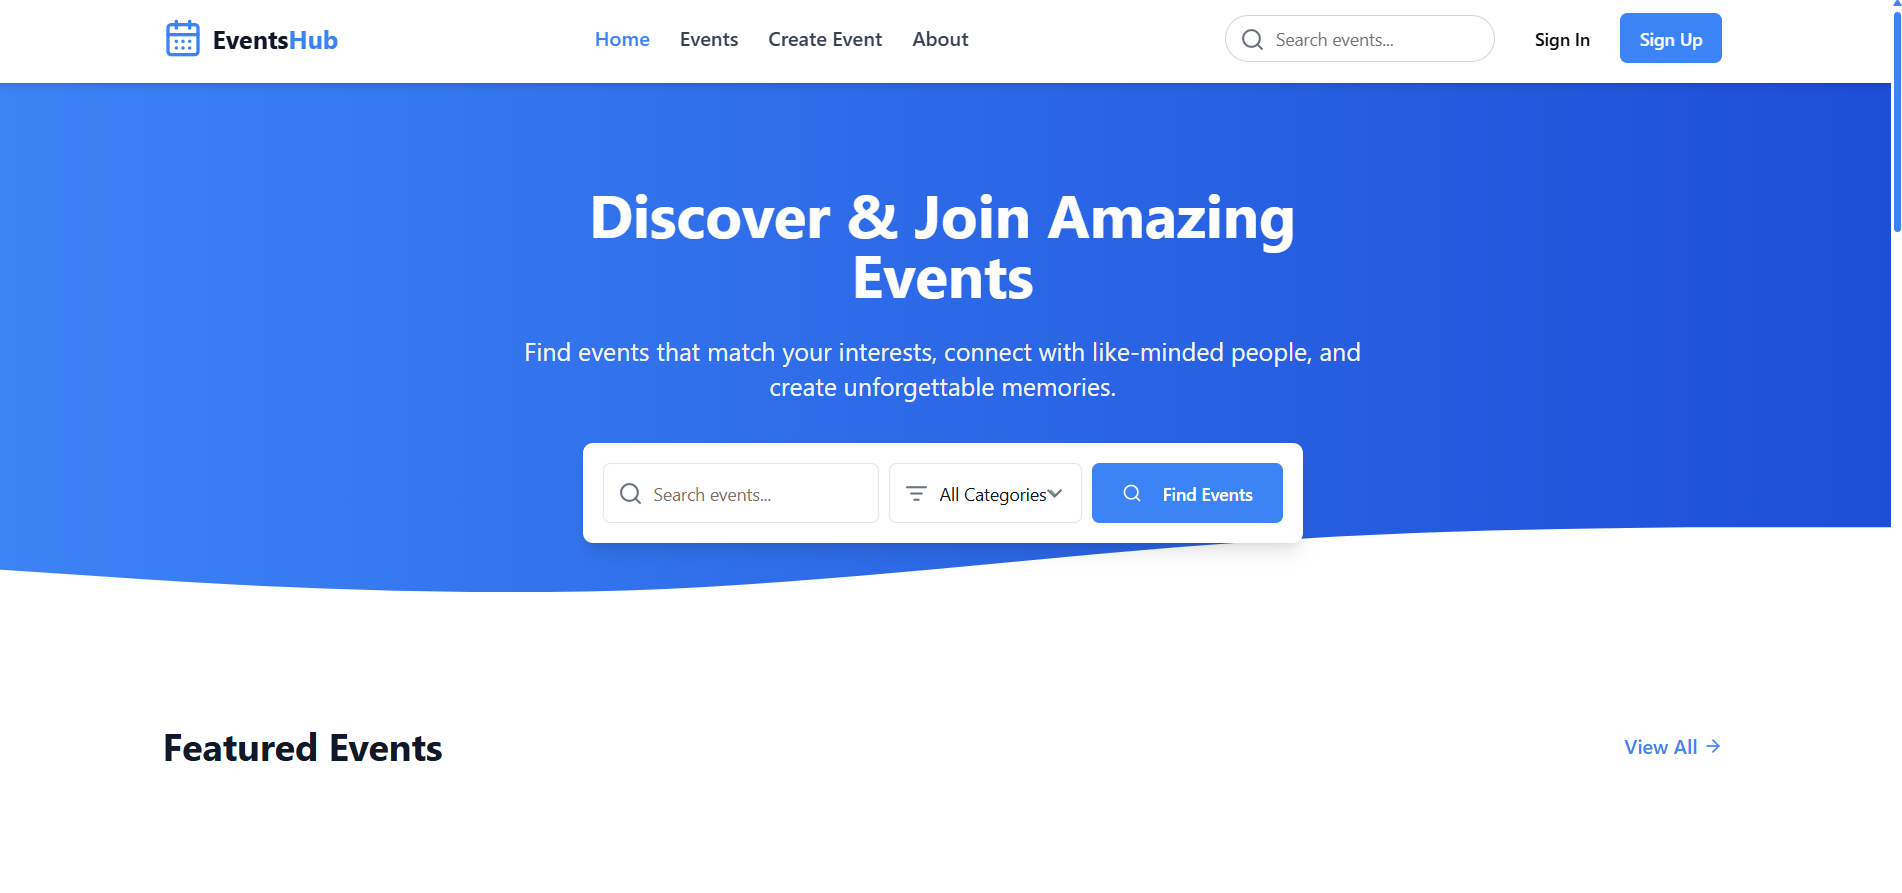 EventsHub
Home Events Create Event About
Search events...
Sign In
Sign Up
Discover & Join Amazing
Events
Find events that match your interests, connect with like-minded people, and
create unforgettable memories.
Search events...
All Categories
Find Events
Featured Events
View All